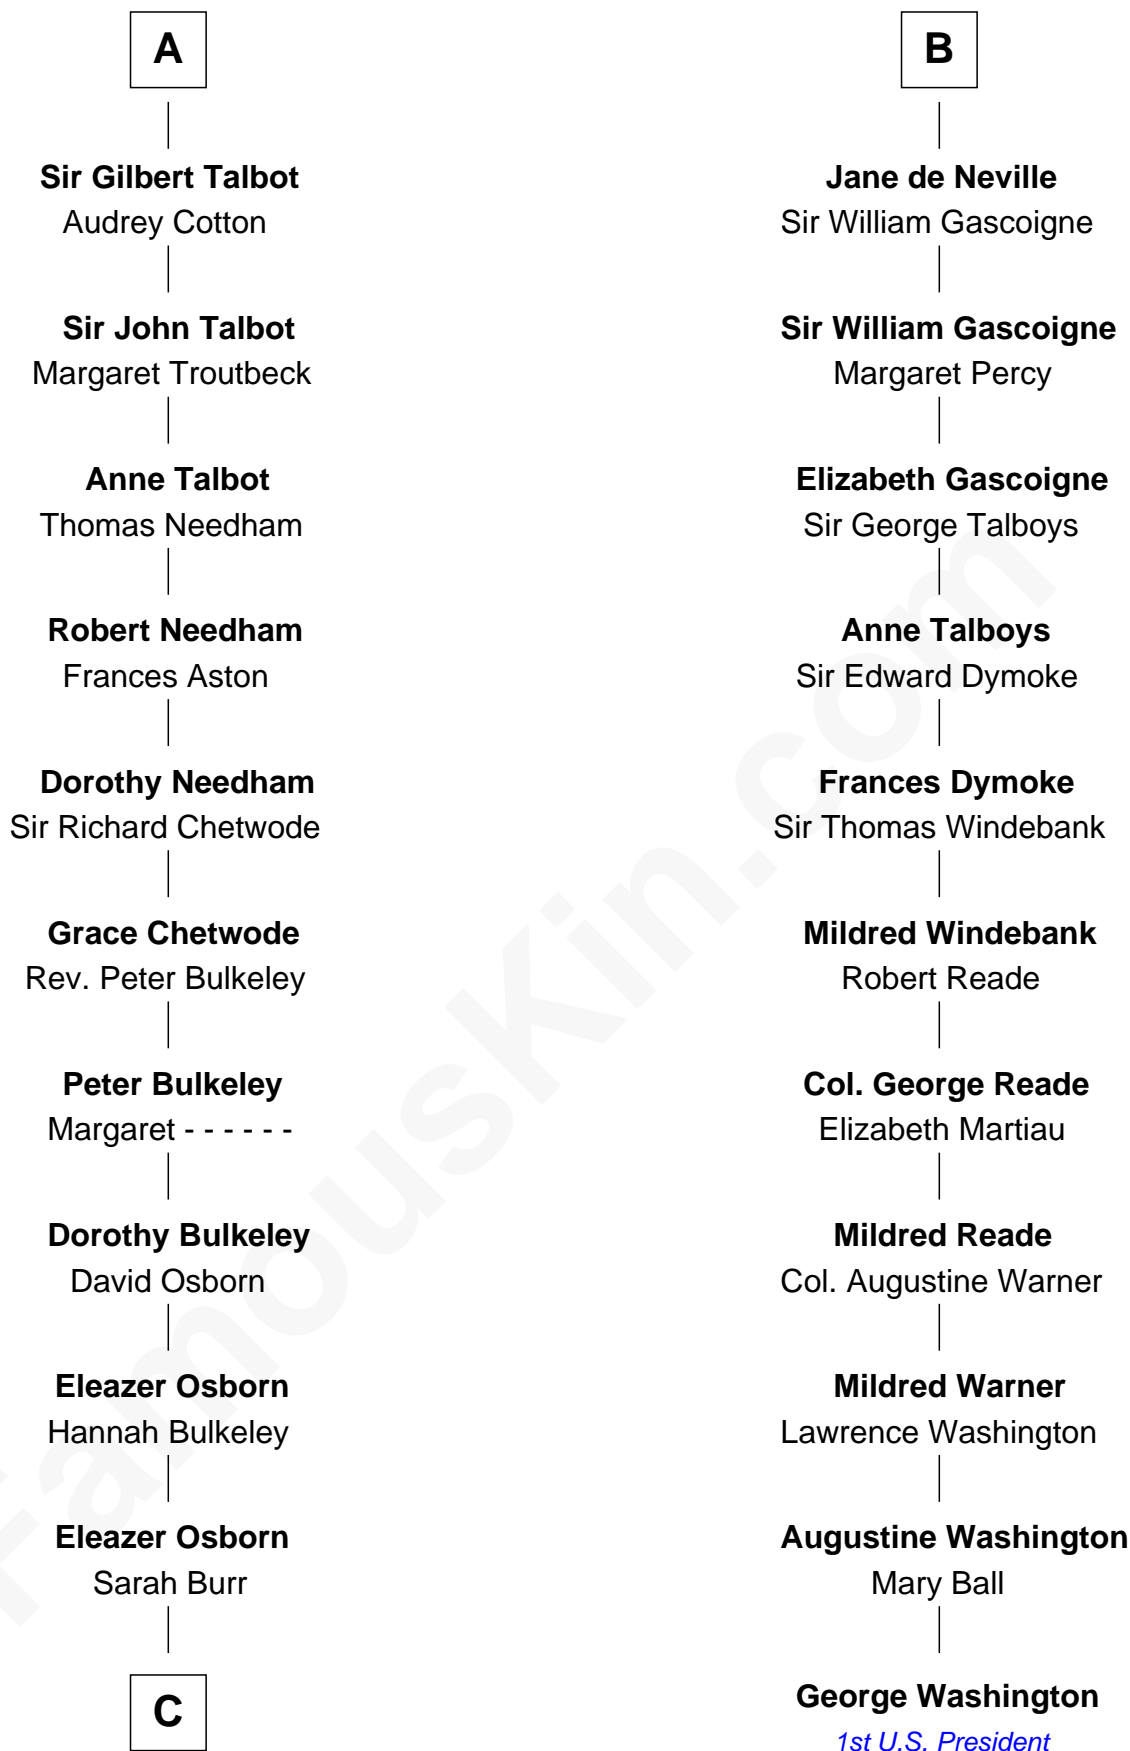 A
Sir Gilbert Talbot
Audrey Cotton
Sir John Talbot
Margaret Troutbeck
Anne Talbot
Thomas Needham
Robert Needham
Frances Aston
Dorothy Needham
Sir Richard Chetwode
Grace Chetwode
Rev. Peter Bulkeley
Peter Bulkeley
Margaret - - - - - -
Dorothy Bulkeley
David Osborn
Eleazer Osborn
Hannah Bulkeley
Eleazer Osborn
Sarah Burr
C
B
Jane de Neville
Sir William Gascoigne
Sir William Gascoigne
Margaret Percy
Elizabeth Gascoigne
Sir George Talboys
Anne Talboys
Sir Edward Dymoke
Frances Dymoke
Sir Thomas Windebank
Mildred Windebank
Robert Reade
Col. George Reade
Elizabeth Martiau
Mildred Reade
Col. Augustine Warner
Mildred Warner
Lawrence Washington
Augustine Washington
Mary Ball
George Washington
1st U.S. President
FamousKin.com